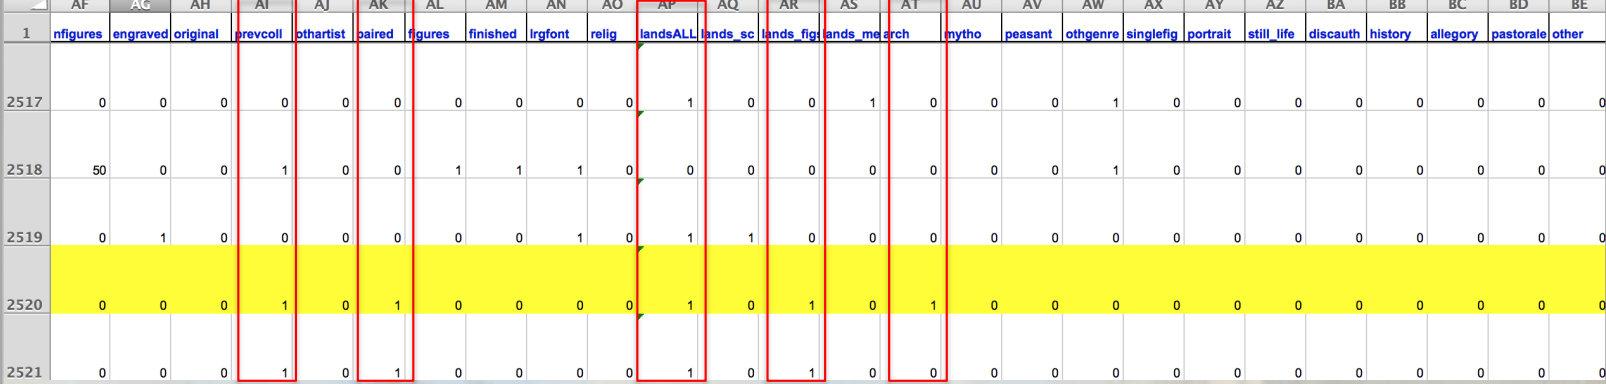 AF AG AH AI AJ AK AL AM AN AO AP AQ AR AS AT AU AV AW AX AY AZ BA BB BC BD BE
1 nfigures engraved original prevcoll othartist paired figures finished lrgfont relig landsALL lands_sc lands_figs lands_me arch mytho peasant othgenre singlefig portrait still_life discauth history allegory pastorale other
2517 0 0 0 0 0 0 0 0 0 0 1 0 0 1 0 0 0 1 0 0 0 0 0 0 0 0
2518 50 0 0 1 0 0 1 1 1 0 0 0 0 0 0 0 0 1 0 0 0 0 0 0 0 0
2519 0 1 0 0 0 0 0 0 1 0 1 1 0 0 0 0 0 0 0 0 0 0 0 0 0 0
2520 0 0 0 1 0 1 0 0 0 0 1 0 1 0 1 0 0 0 0 0 0 0 0 0 0 0
2521 0 0 0 1 0 1 0 0 0 0 1 0 1 0 0 0 0 0 0 0 0 0 0 0 0 0